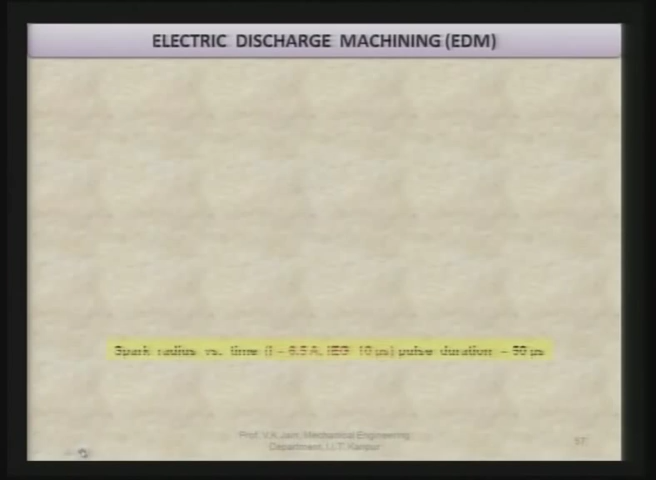 ELECTRIC DISCHARGE MACHINING (EDM)
Spark radius vs. time (I – 6.5 A, IEG 10 µs) pulse duration – 50 µs
Prof. V.K.Jain, Mechanical Engineering
Department, I.I.T. Kanpur
57